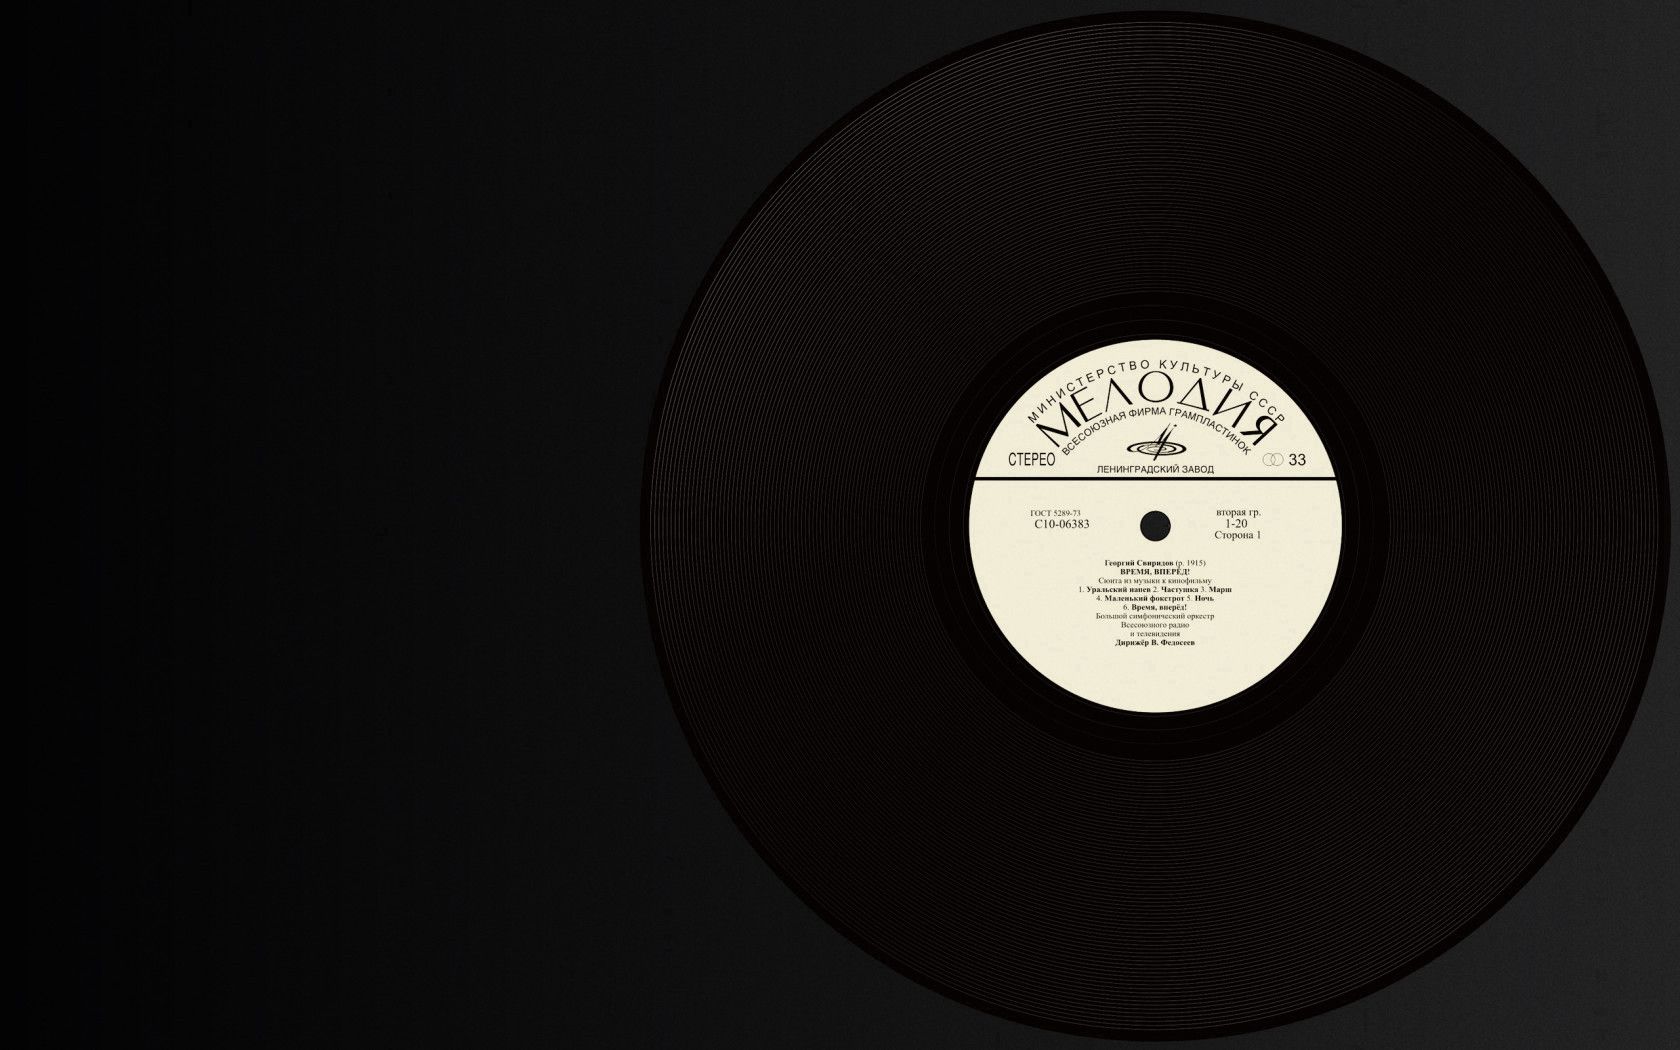 МИНИСТЕРСТВО КУЛЬТУРЫ СССР
МЕЛОДИЯ
ВСЕСОЮЗНАЯ ФИРМА ГРАМПЛАСТИНОК
СТЕРЕО
33
ЛЕНИНГРАДСКИЙ ЗАВОД
ГОСТ 5289-73
С10-06383
вторая гр.
1-20
Сторона 1
Георгий Свиридов (р. 1915)
ВРЕМЯ, ВПЕРЁД!
Сюита из музыки к кинофильму
1. Уральский напев 2. Частушка 3. Марш
4. Маленький фокстрот 5. Ночь
6. Время, вперёд!
Большой симфонический оркестр
Всесоюзного радио
и телевидения
Дирижёр В. Федосеев